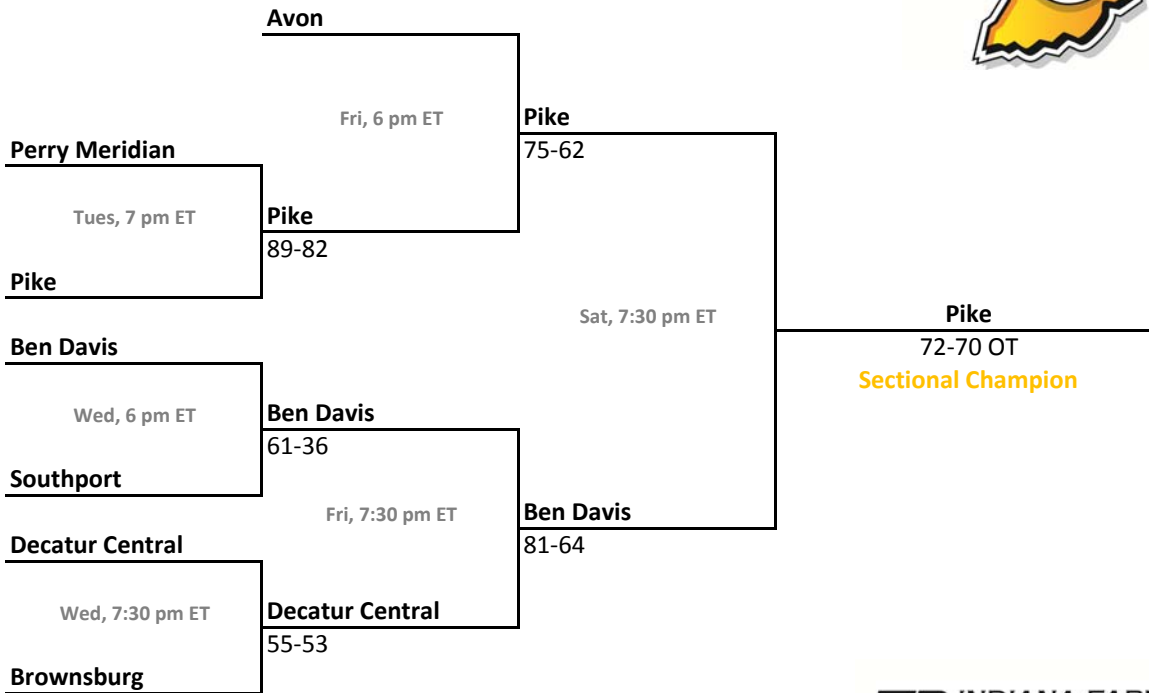 Avon
Fri, 6 pm ET
Pike
75-62
Perry Meridian
Tues, 7 pm ET
Pike
89-82
Pike
Sat, 7:30 pm ET
Pike
72-70 OT
Sectional Champion
Ben Davis
Wed, 6 pm ET
Ben Davis
61-36
Southport
Fri, 7:30 pm ET
Ben Davis
81-64
Decatur Central
Wed, 7:30 pm ET
Decatur Central
55-53
Brownsburg
INDIANA